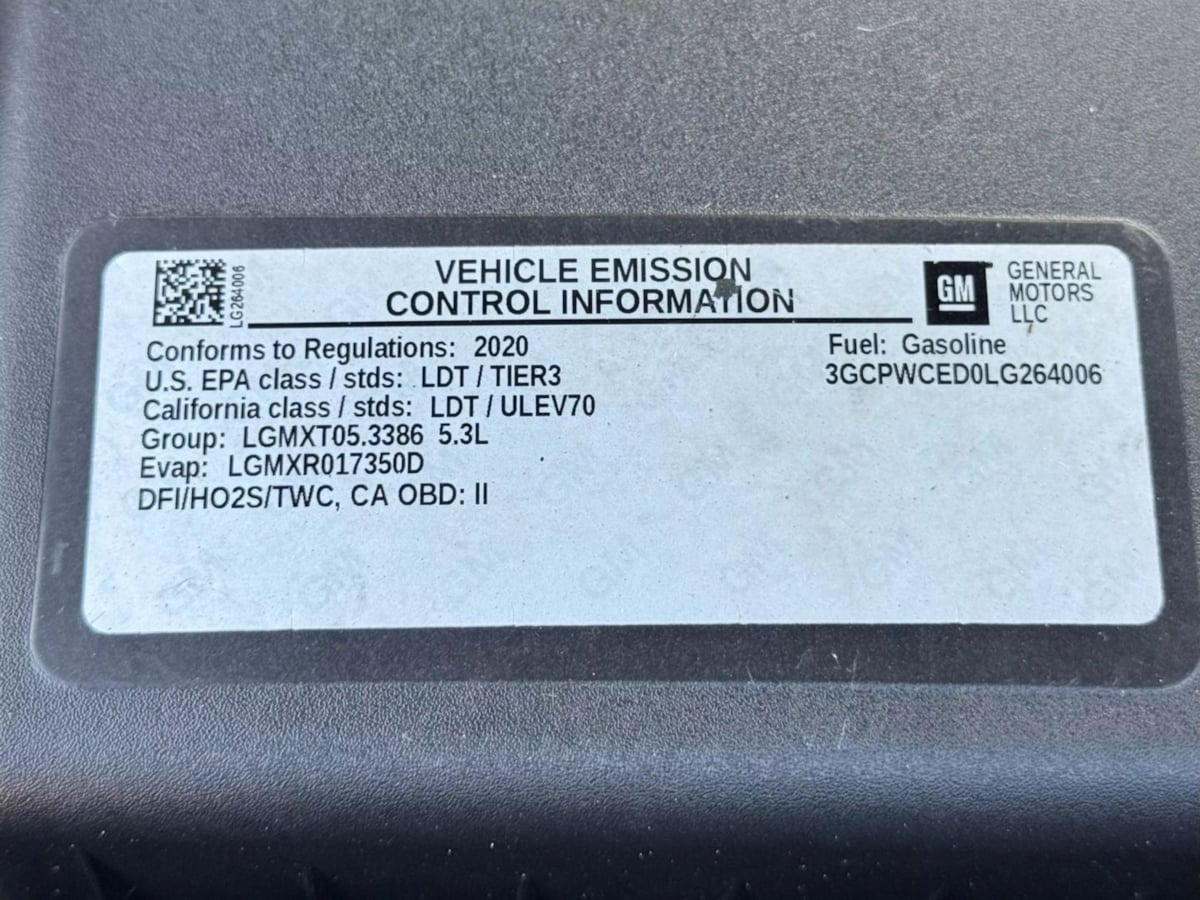 LG264006
VEHICLE EMISSION
CONTROL INFORMATION
GM
GENERAL
MOTORS
LLC
Conforms to Regulations: 2020
Fuel: Gasoline
U.S. EPA class / stds: LDT / TIER3
3GCPWCED0LG264006
California class / stds: LDT / ULEV70
Group: LGMXT05.3386 5.3L
Evap: LGMXR017350D
DFI/HO2S/TWC, CA OBD: II